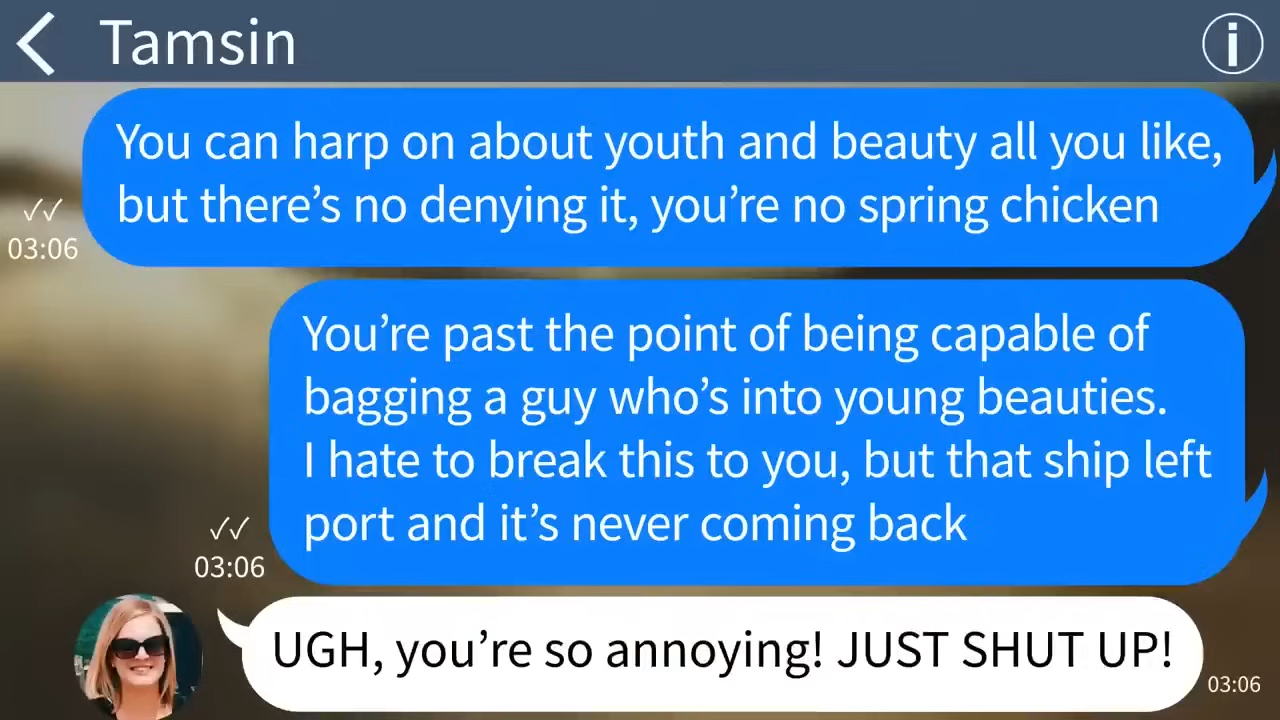 Tamsin
You can harp on about youth and beauty all you like,
but there’s no denying it, you’re no spring chicken
03:06
You’re past the point of being capable of
bagging a guy who’s into young beauties.
I hate to break this to you, but that ship left
port and it’s never coming back
03:06
UGH, you’re so annoying! JUST SHUT UP!
03:06